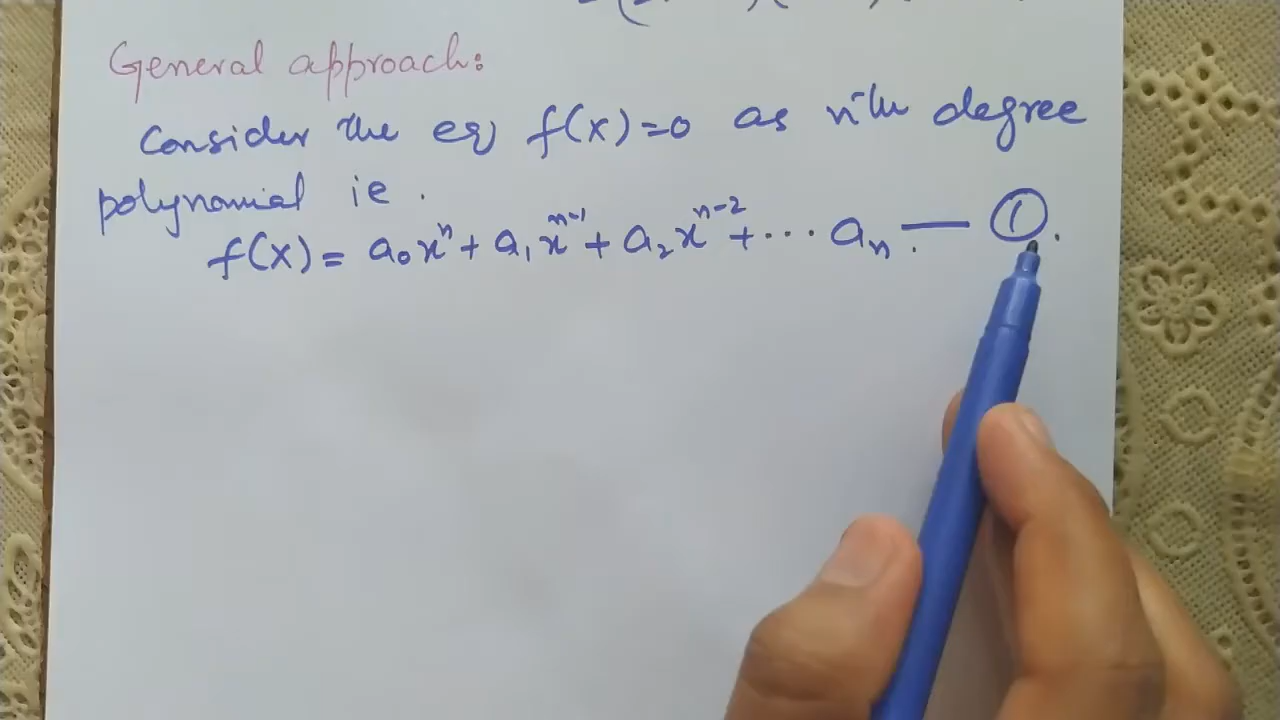 General approach:
Consider the eq f(x)=0 as nth degree
polynomial ie.
f(x) = a₀xⁿ + a₁xⁿ⁻¹ + a₂xⁿ⁻² + ... aₙ — ①.